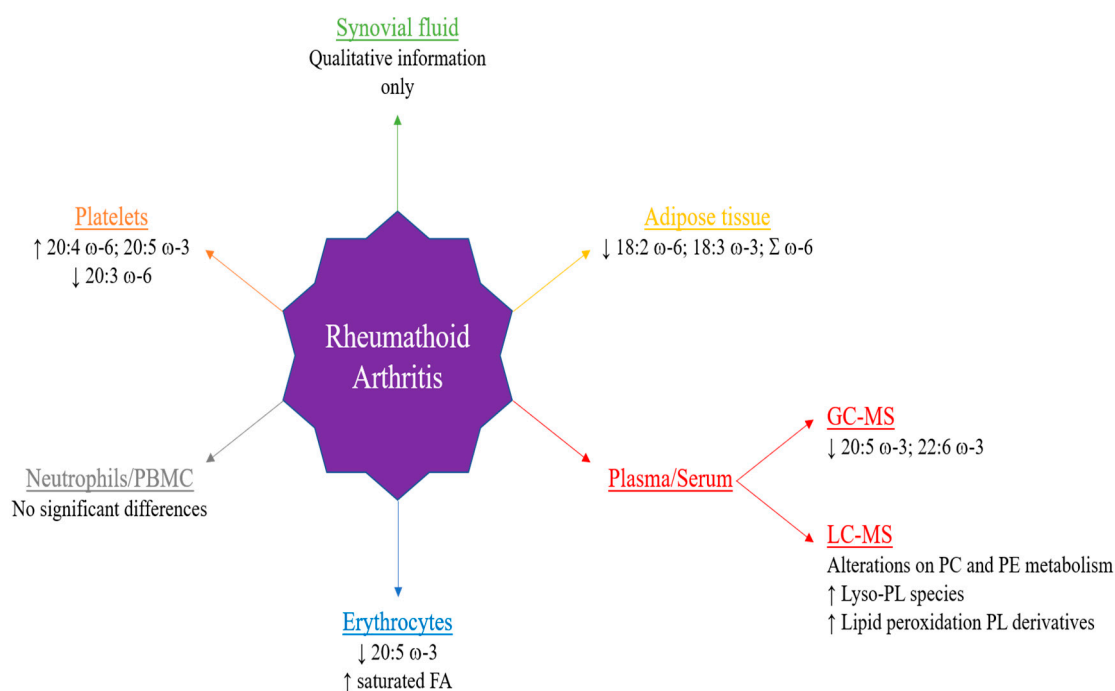 Synovial fluid
Qualitative information
only
Platelets
↑ 20:4 ω-6; 20:5 ω-3
↓ 20:3 ω-6
Adipose tissue
↓ 18:2 ω-6; 18:3 ω-3; Σ ω-6
Rheumathoid
Arthritis
Neutrophils/PBMC
No significant differences
Plasma/Serum
GC-MS
↓ 20:5 ω-3; 22:6 ω-3
LC-MS
Alterations on PC and PE metabolism
↑ Lyso-PL species
↑ Lipid peroxidation PL derivatives
Erythrocytes
↓ 20:5 ω-3
↑ saturated FA